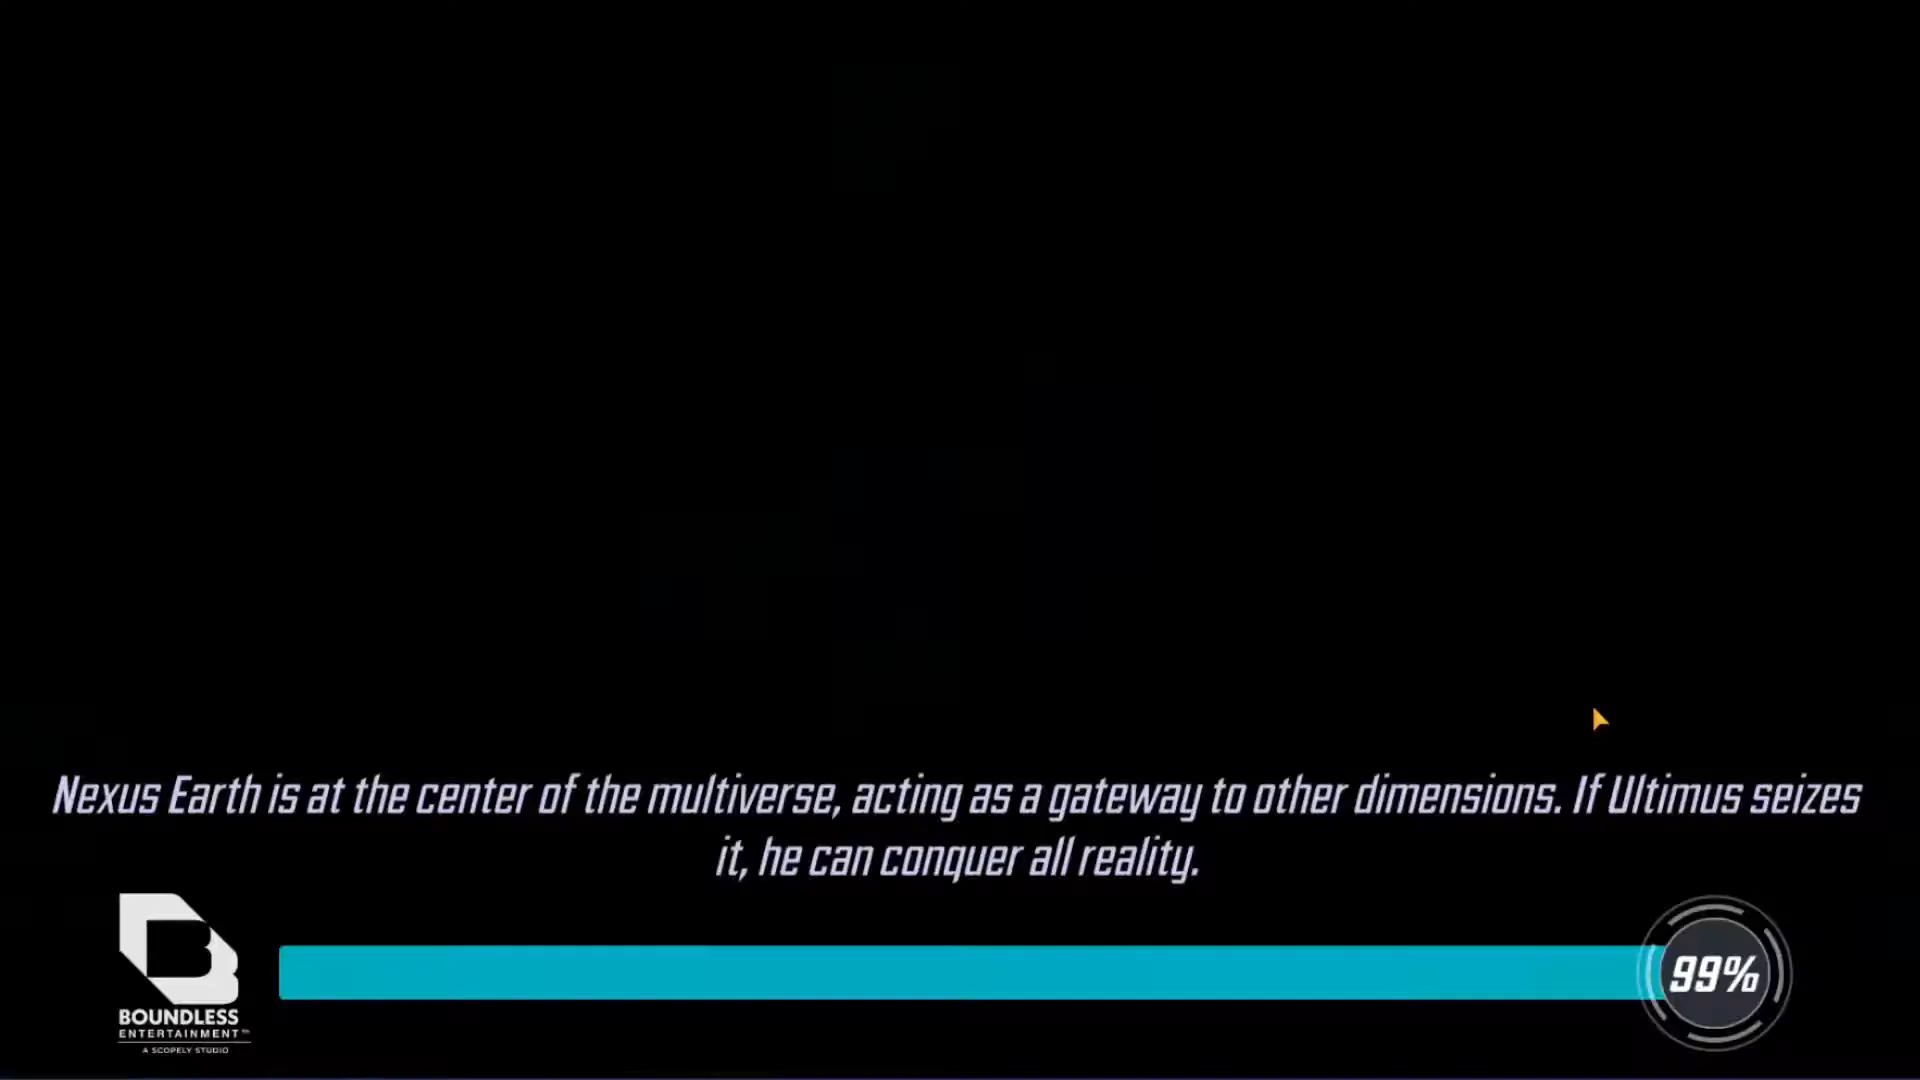 Nexus Earth is at the center of the multiverse, acting as a gateway to other dimensions. If Ultimus seizes
it, he can conquer all reality.
99%
BOUNDLESS
ENTERTAINMENT™
A SCOPELY STUDIO